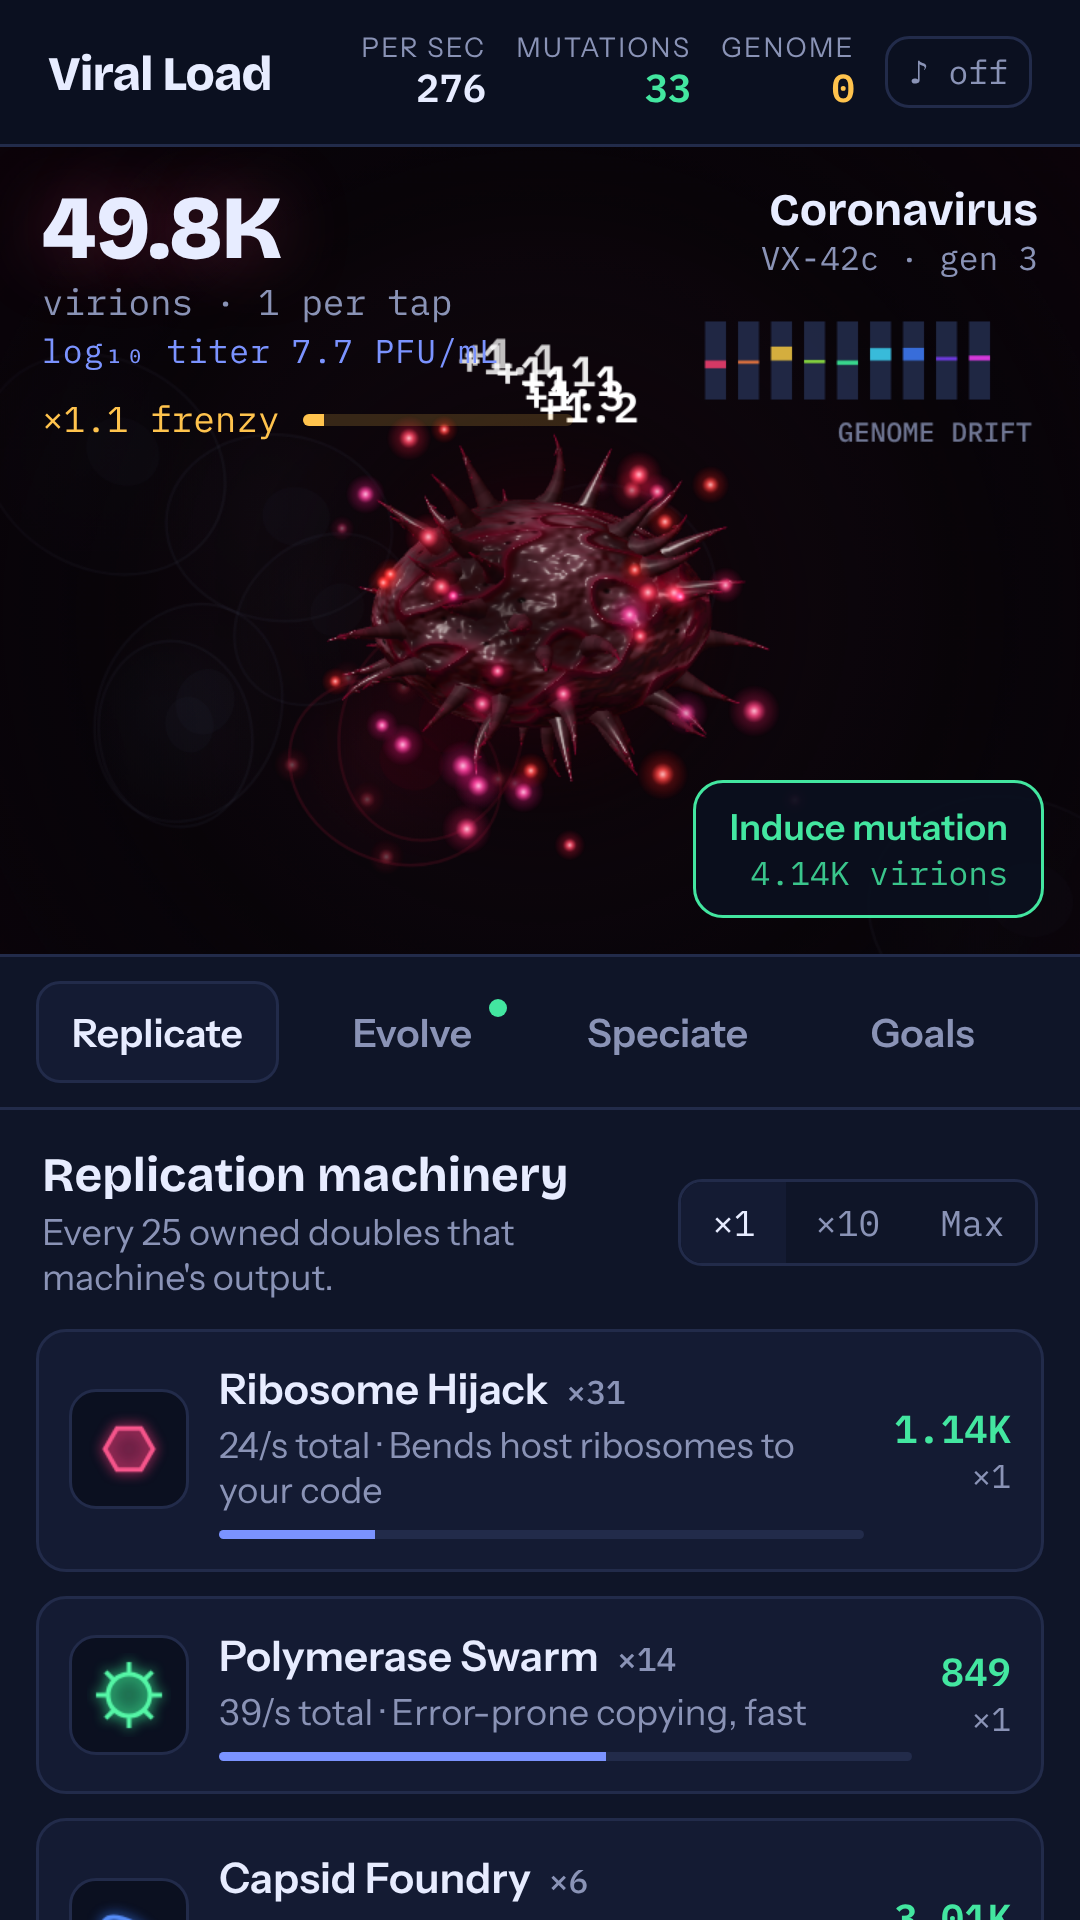 Viral Load
PER SEC
276
MUTATIONS
33
GENOME
0
♪ off
49.8K
virions · 1 per tap
log₁₀ titer 7.7 PFU/mL
×1.1 frenzy
+1.2
Coronavirus
VX-42c · gen 3
GENOME DRIFT
Induce mutation
4.14K virions
Replicate
Evolve
Speciate
Goals
Replication machinery
Every 25 owned doubles that
machine's output.
×1
×10
Max
Ribosome Hijack ×31
24/s total · Bends host ribosomes to
your code
1.14K
×1
Polymerase Swarm ×14
39/s total · Error-prone copying, fast
849
×1
Capsid Foundry ×6
3.01K